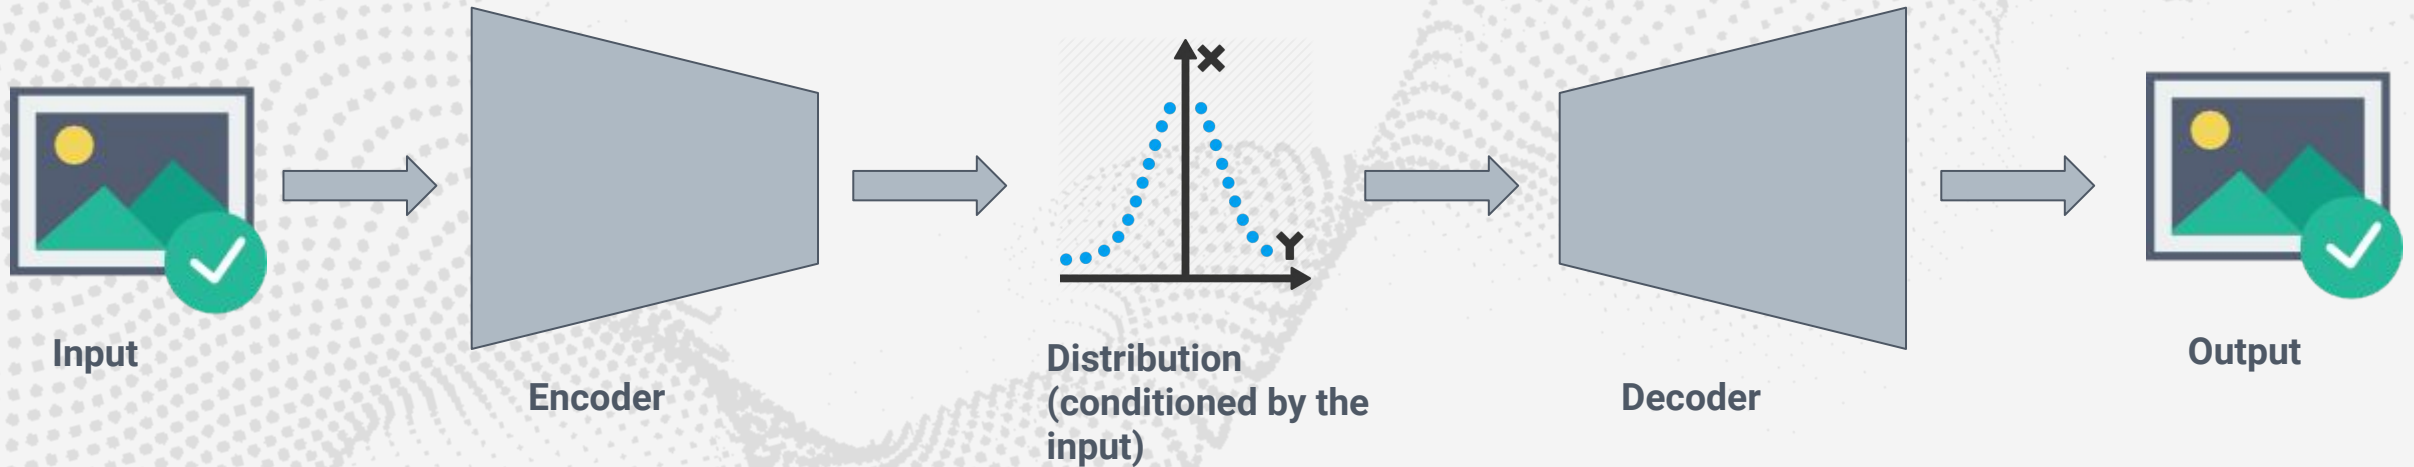 X
Y
Input
Encoder
Distribution
(conditioned by the
input)
Decoder
Output